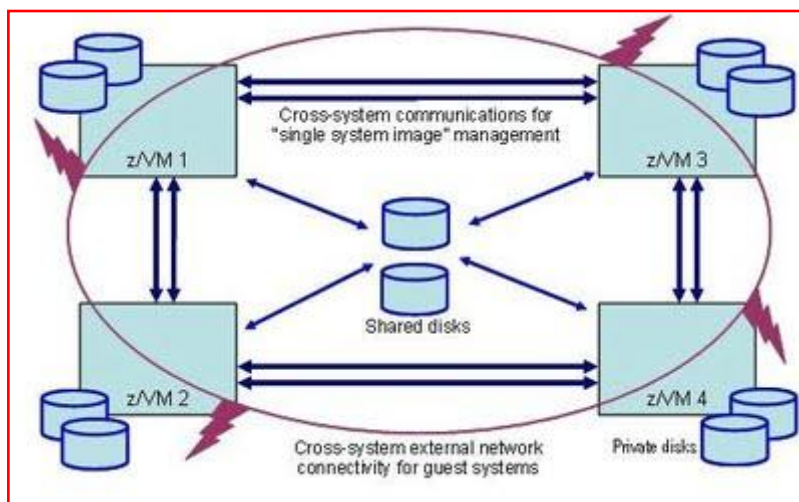 Cross-system communications for
"single system image" management
z/VM 1
z/VM 3
Shared disks
z/VM 2
z/VM 4
Cross-system external network
connectivity for guest systems
Private disks